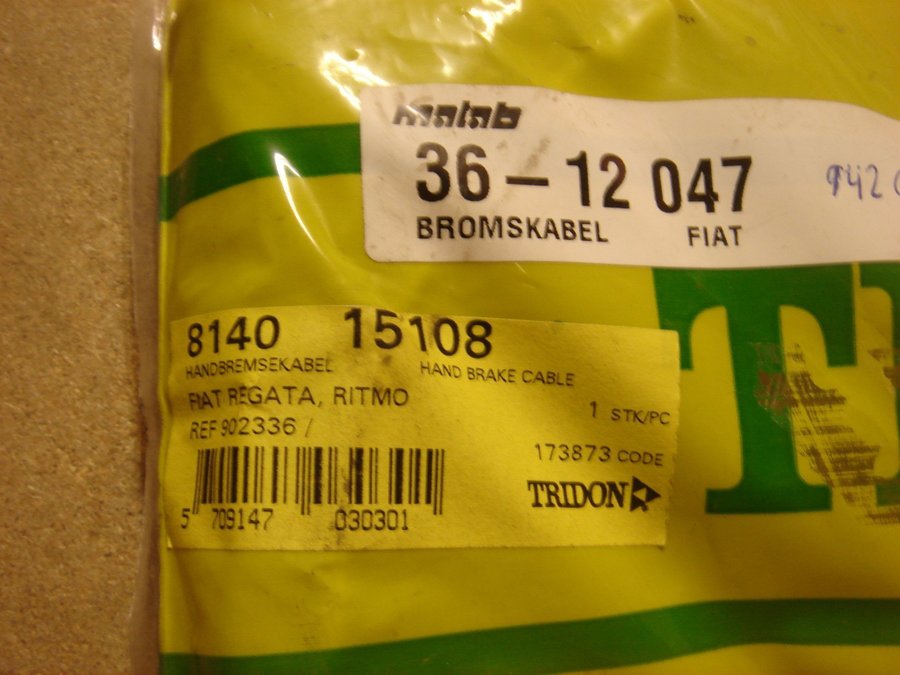 matab
36-12 047
BROMSKABEL FIAT
8140 15108
HANDBREMSEKABEL HAND BRAKE CABLE
FIAT REGATA, RITMO
1 STK/PC
REF 902336 /
173873 CODE
TRIDON
5 709147 030301